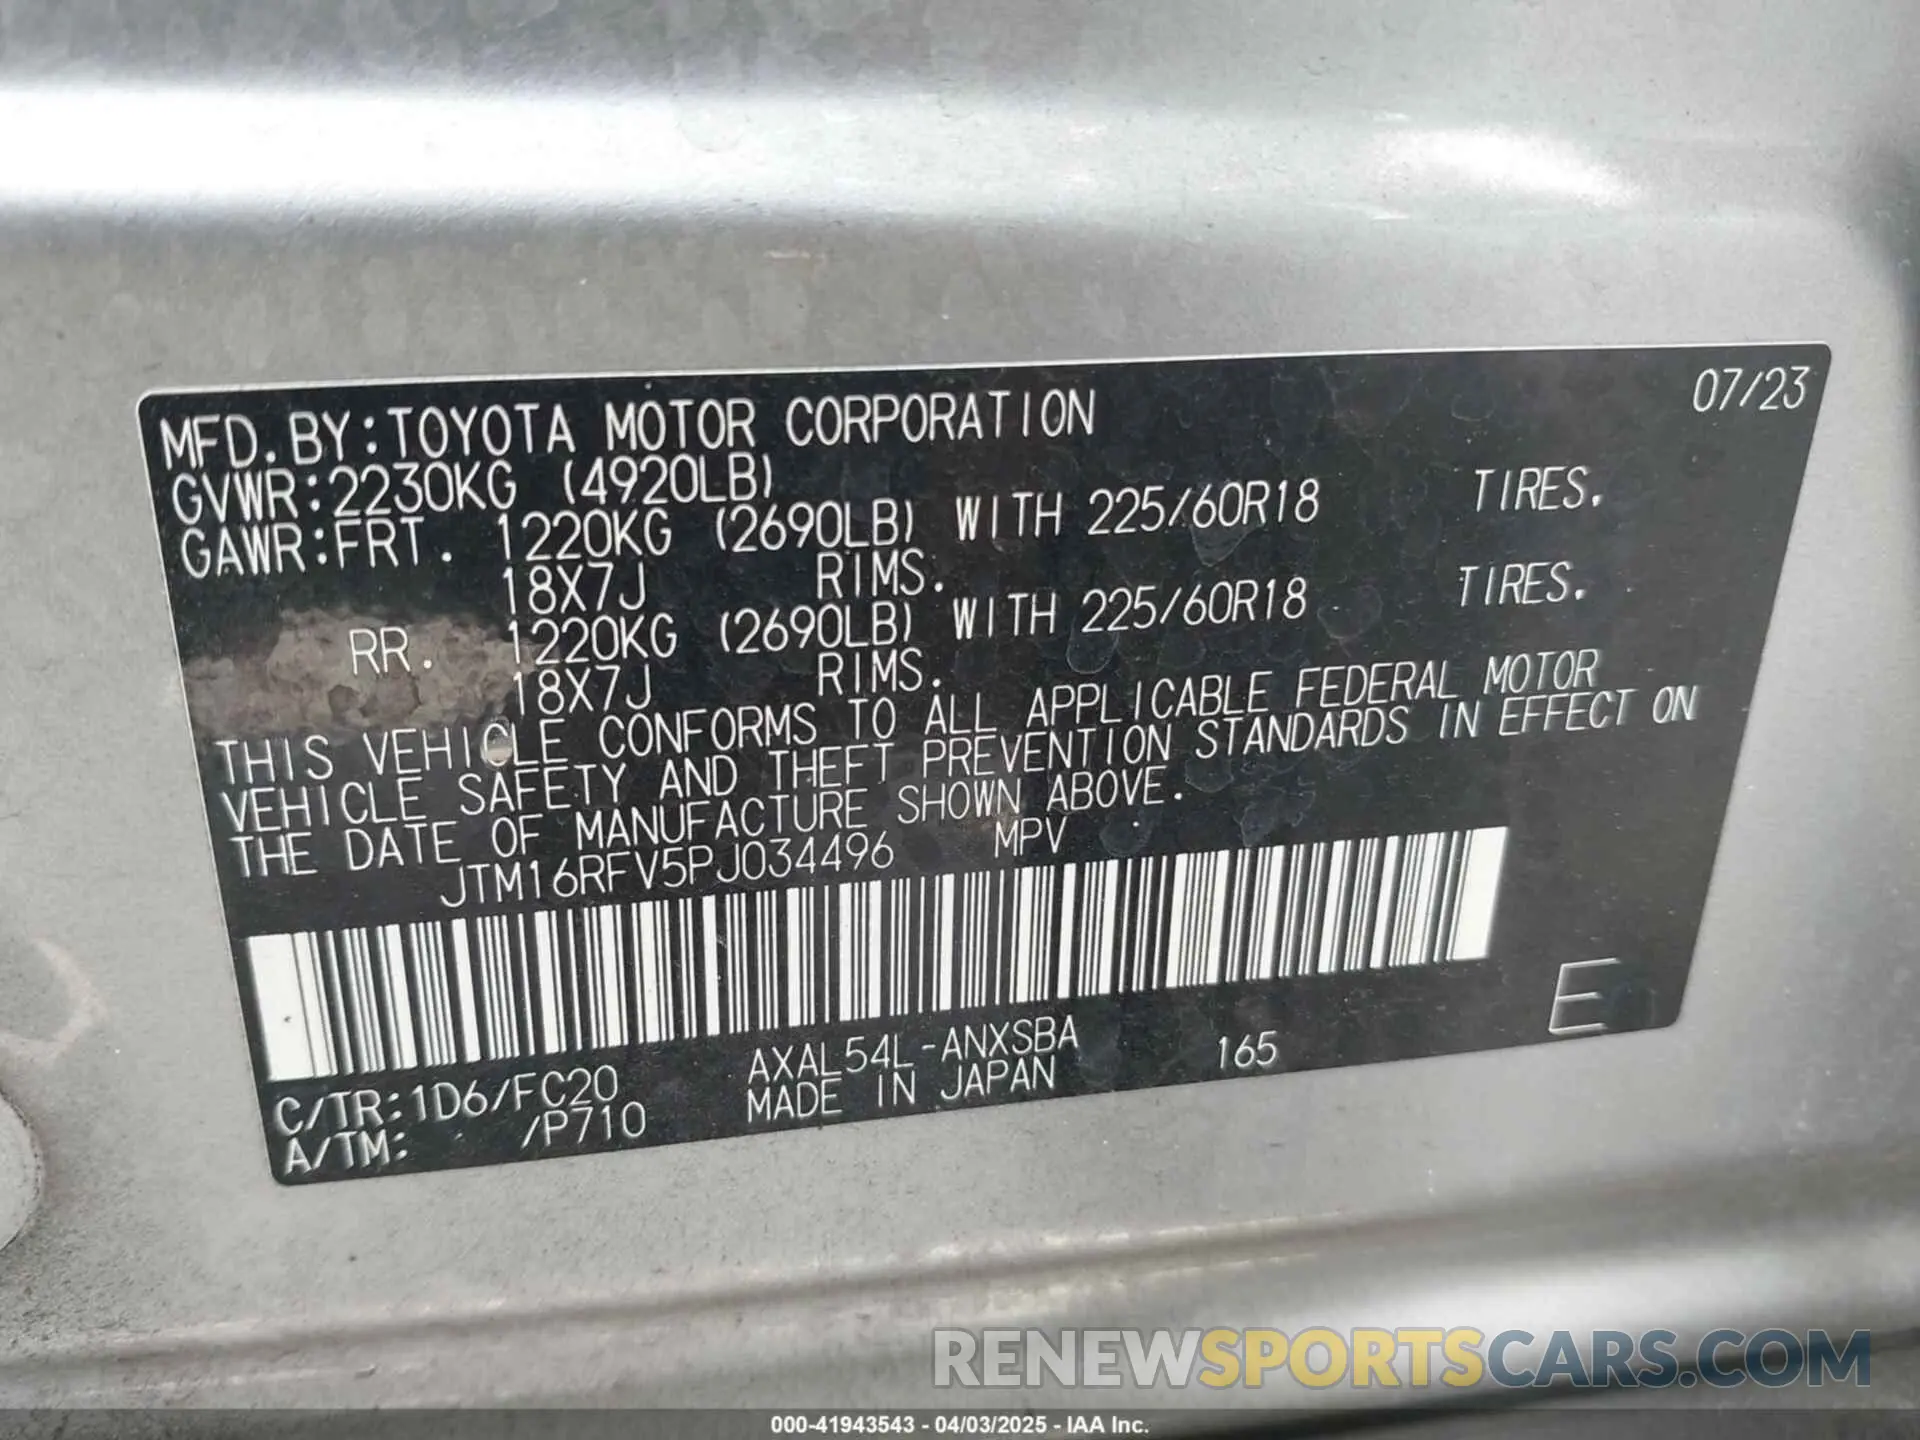 07/23
MFD.BY:TOYOTA MOTOR CORPORATION
GVWR:2230KG (4920LB)
GAWR:FRT. 1220KG (2690LB) WITH 225/60R18 TIRES.
18X7J RIMS.
RR. 1220KG (2690LB) WITH 225/60R18 TIRES.
18X7J RIMS.
THIS VEHICLE CONFORMS TO ALL APPLICABLE FEDERAL MOTOR
VEHICLE SAFETY AND THEFT PREVENTION STANDARDS IN EFFECT ON
THE DATE OF MANUFACTURE SHOWN ABOVE.
JTM16RFV5PJ034496 MPV
E
C/TR:1D6/FC20 AXAL54L-ANXSBA 165
A/TM: /P710 MADE IN JAPAN
RENEWSPORTSCARS.COM
000-41943543 - 04/03/2025 - IAA Inc.